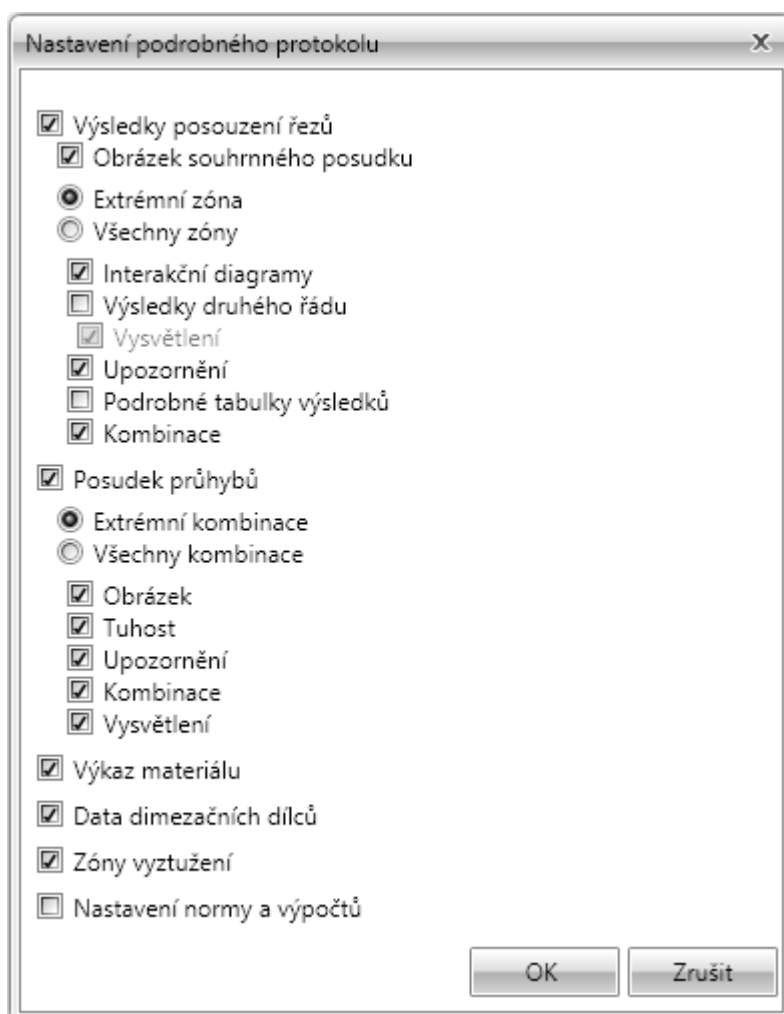 Nastavení podrobného protokolu
Výsledky posouzení řezů
Obrázek souhrnného posudku
Extrémní zóna
Všechny zóny
Interakční diagramy
Výsledky druhého řádu
Vysvětlení
Upozornění
Podrobné tabulky výsledků
Kombinace
Posudek průhybů
Extrémní kombinace
Všechny kombinace
Obrázek
Tuhost
Upozornění
Kombinace
Vysvětlení
Výkaz materiálu
Data dimezačních dílců
Zóny vyztužení
Nastavení normy a výpočtů
OK Zrušit